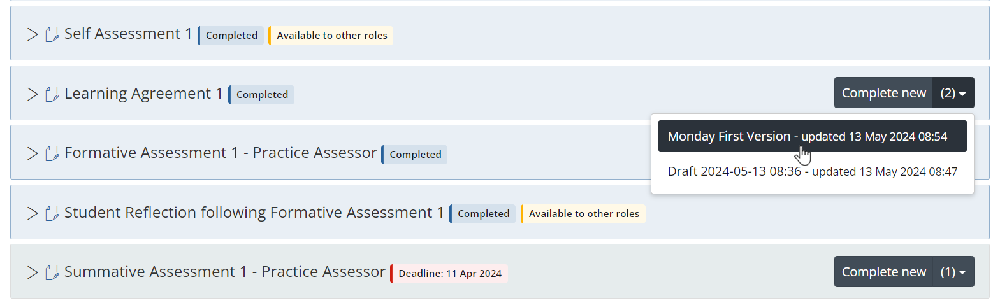 Self Assessment 1 Completed Available to other roles
Learning Agreement 1 Completed Complete new (2)
Monday First Version - updated 13 May 2024 08:54
Formative Assessment 1 - Practice Assessor Completed
Draft 2024-05-13 08:36 - updated 13 May 2024 08:47
Student Reflection following Formative Assessment 1 Completed Available to other roles
Summative Assessment 1 - Practice Assessor Deadline: 11 Apr 2024 Complete new (1)